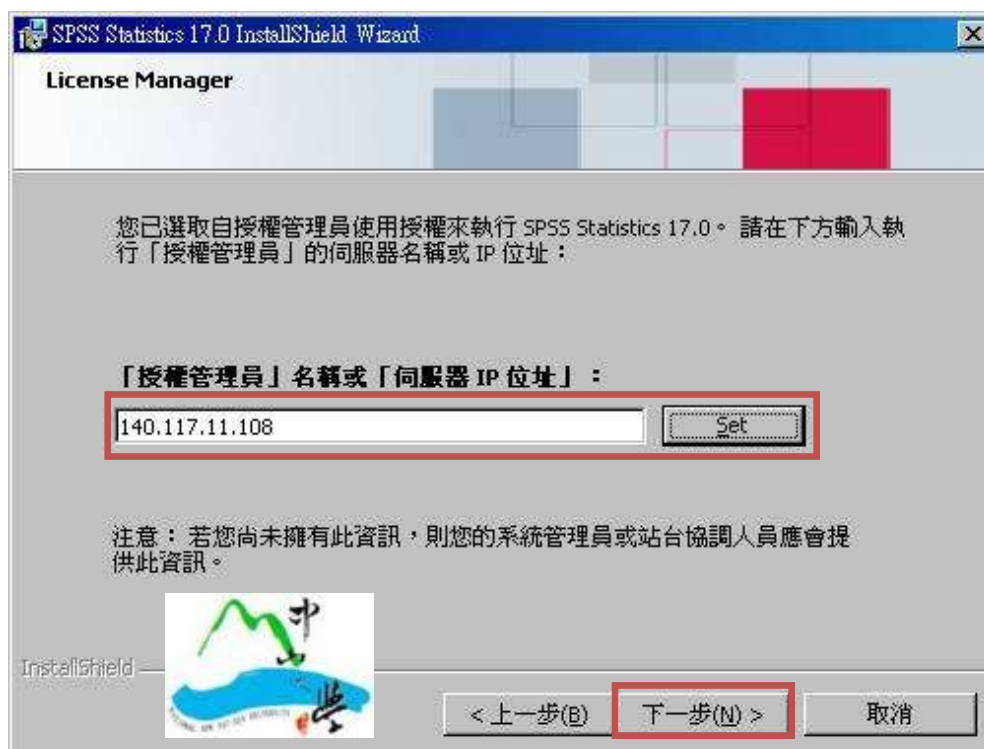 SPSS Statistics 17.0 InstallShield Wizard
License Manager
您已選取自授權管理員使用授權來執行 SPSS Statistics 17.0。 請在下方輸入執
行「授權管理員」的伺服器名稱或 IP 位址：
「授權管理員」名稱或「伺服器 IP 位址」：
140.117.11.108
Set
注意： 若您尚未擁有此資訊，則您的系統管理員或站台協調人員應會提
供此資訊。
InstallShield
< 上一步(B)
下一步(N) >
取消